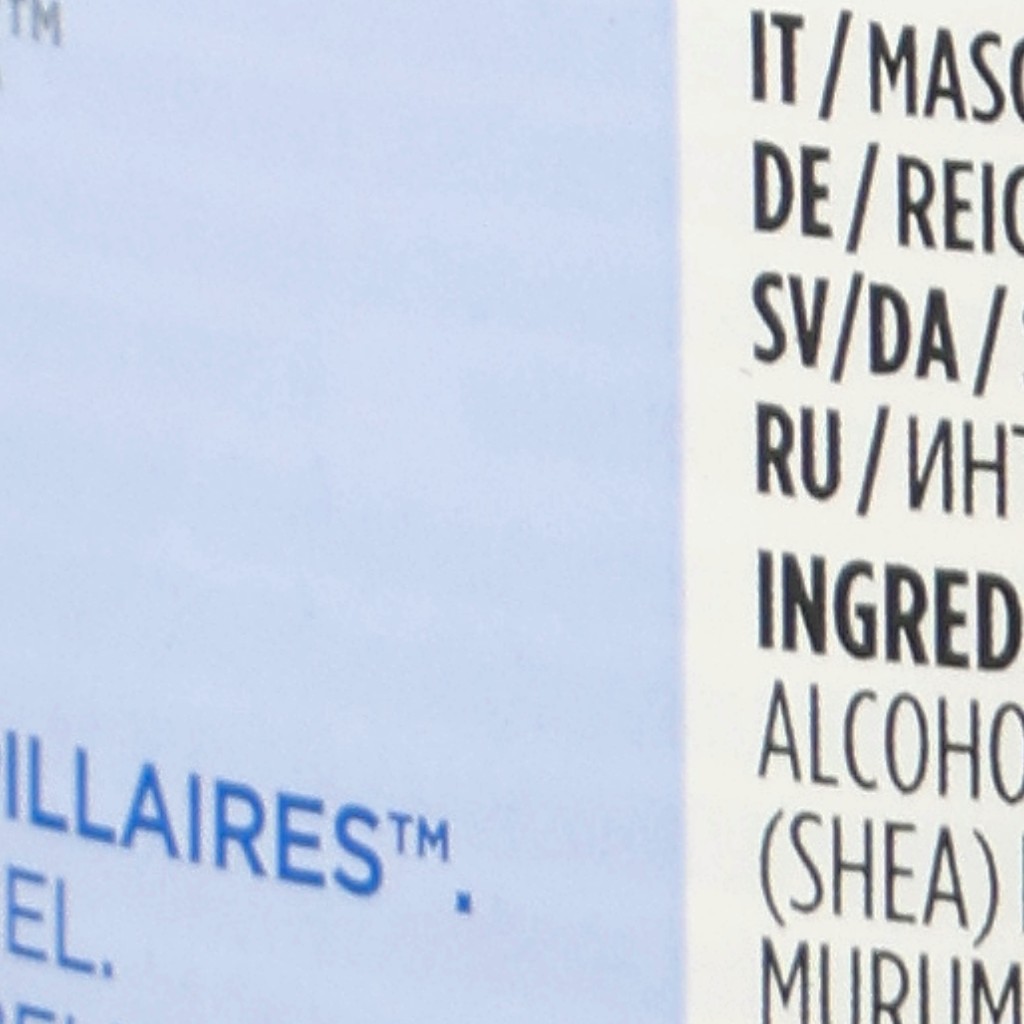 TM
ILLAIRES™.
EL.
IT / MASC
DE / REIC
SV/DA /
RU / ИНТ
INGRED
ALCOHO
(SHEA)
MURUM